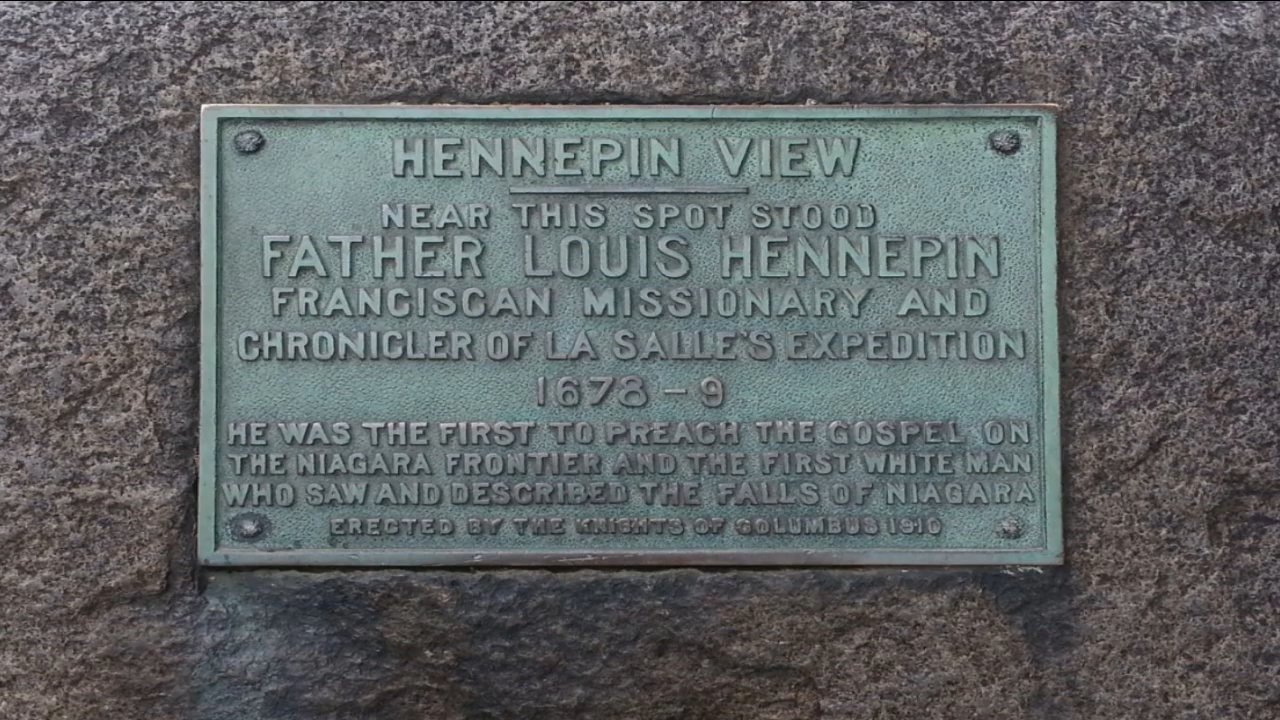 HENNEPIN VIEW
NEAR THIS SPOT STOOD
FATHER LOUIS HENNEPIN
FRANCISCAN MISSIONARY AND
CHRONICLER OF LA SALLE'S EXPEDITION
1678-9
HE WAS THE FIRST TO PREACH THE GOSPEL ON
THE NIAGARA FRONTIER AND THE FIRST WHITE MAN
WHO SAW AND DESCRIBED THE FALLS OF NIAGARA
ERECTED BY THE KNIGHTS OF COLUMBUS 1910